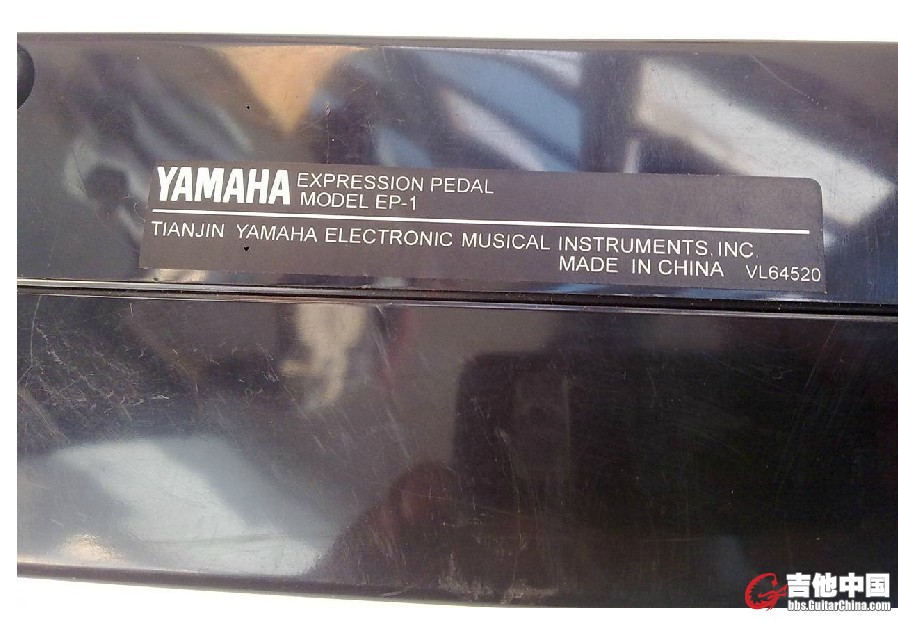 YAMAHA EXPRESSION PEDAL
MODEL EP-1
TIANJIN YAMAHA ELECTRONIC MUSICAL INSTRUMENTS, INC.
MADE IN CHINA VL64520
吉他中国
bbs.GuitarChina.com